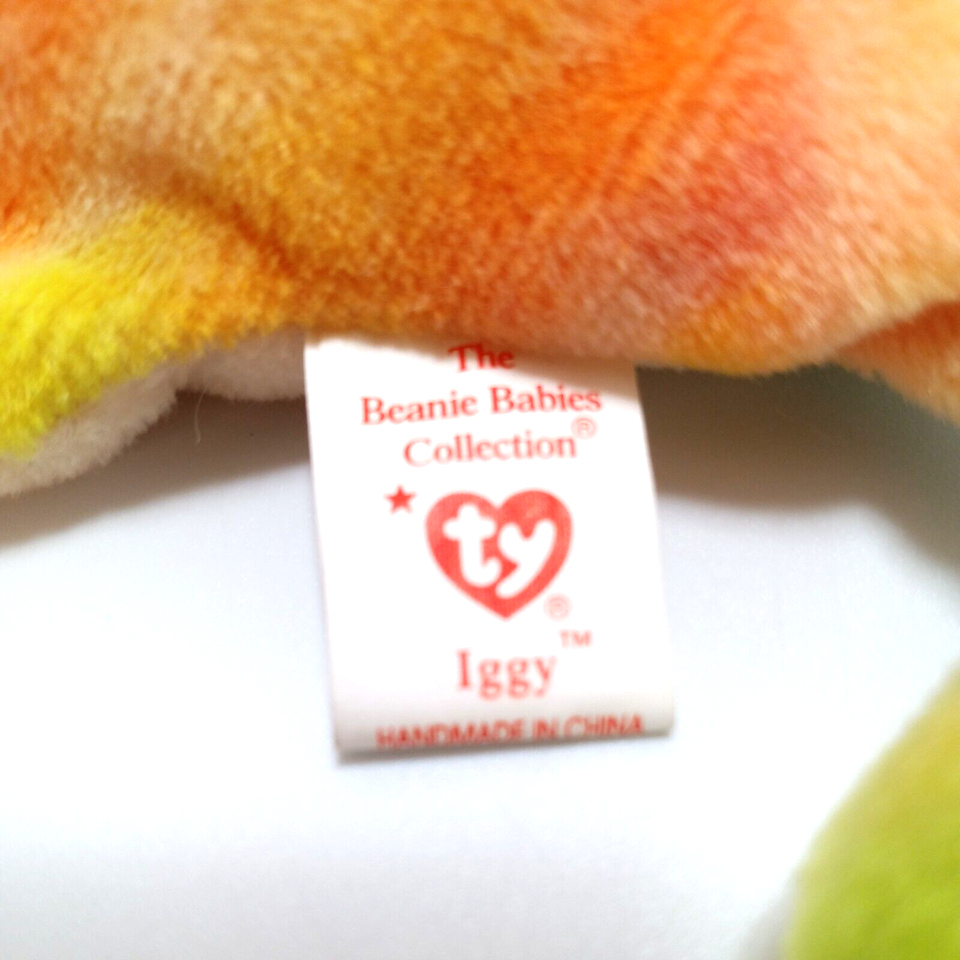 The
Beanie Babies
Collection®
ty®
Iggy™
HANDMADE IN CHINA